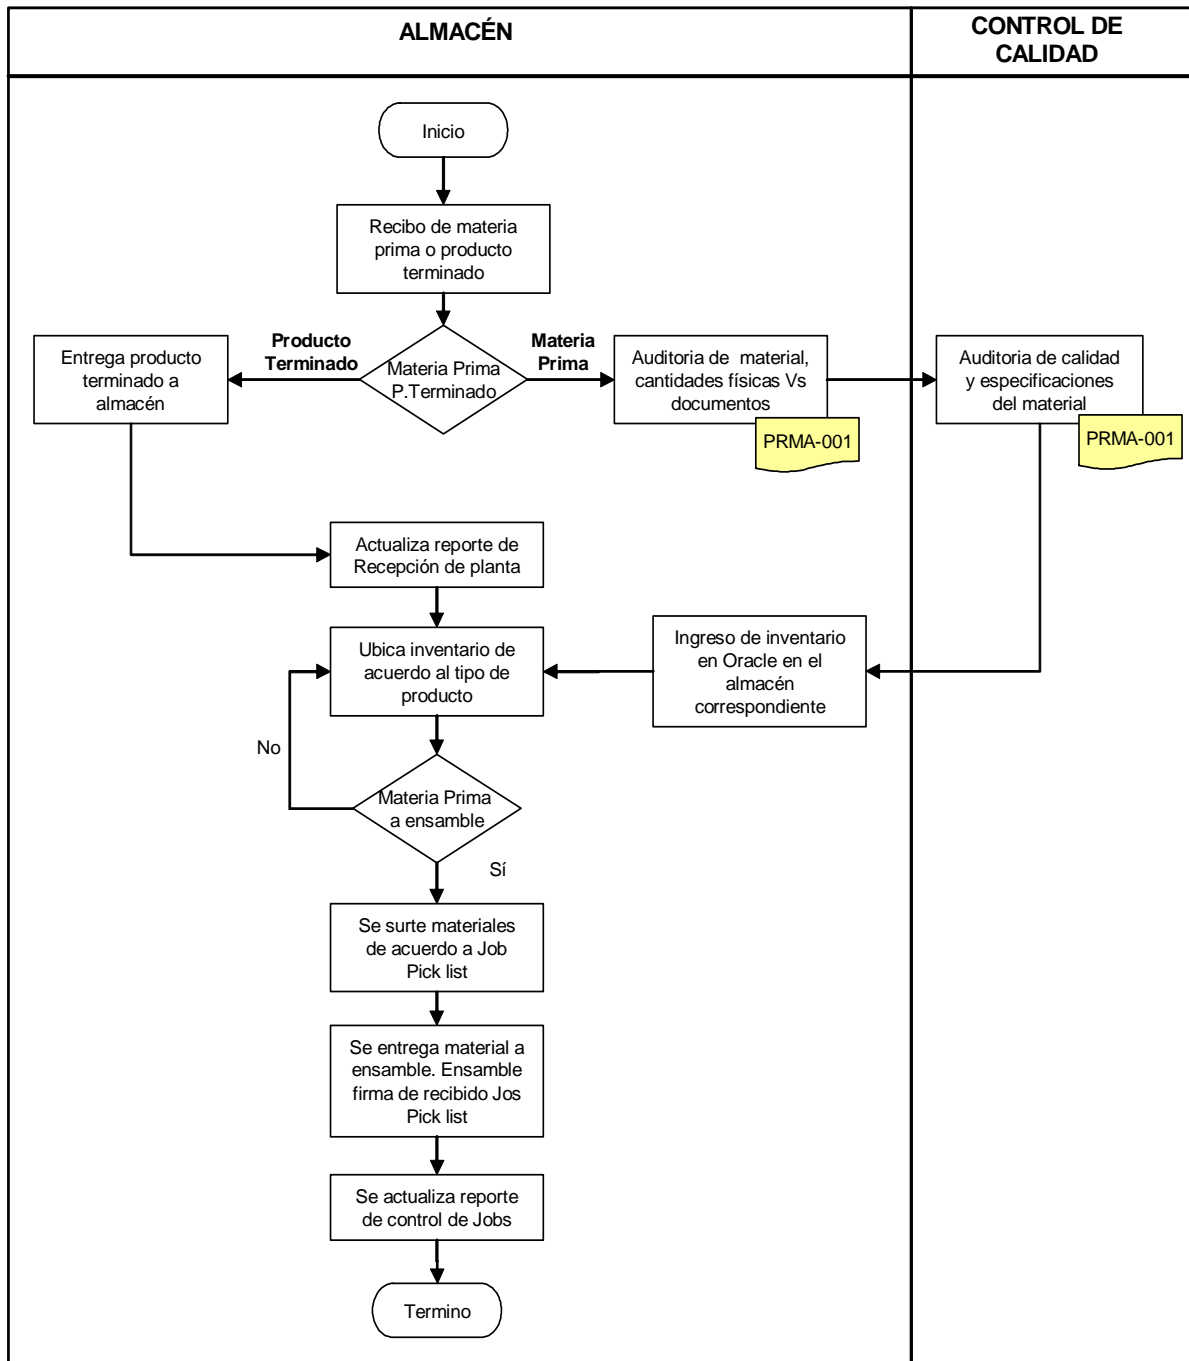 ALMACÉN
CONTROL DE
CALIDAD
Inicio
Recibo de materia
prima o producto
terminado
Producto
Terminado
Materia
Prima
Entrega producto
terminado a
almacén
Materia Prima
P.Terminado
Auditoria de  material,
cantidades físicas Vs
documentos
PRMA-001
Auditoria de calidad
y especificaciones
del material
PRMA-001
Actualiza reporte de
Recepción de planta
Ubica inventario de
acuerdo al tipo de
producto
Ingreso de inventario
en Oracle en el
almacén
correspondiente
No
Materia Prima
a ensamble
Sí
Se surte materiales
de acuerdo a Job
Pick list
Se entrega material a
ensamble. Ensamble
firma de recibido Jos
Pick list
Se actualiza reporte
de control de Jobs
Termino